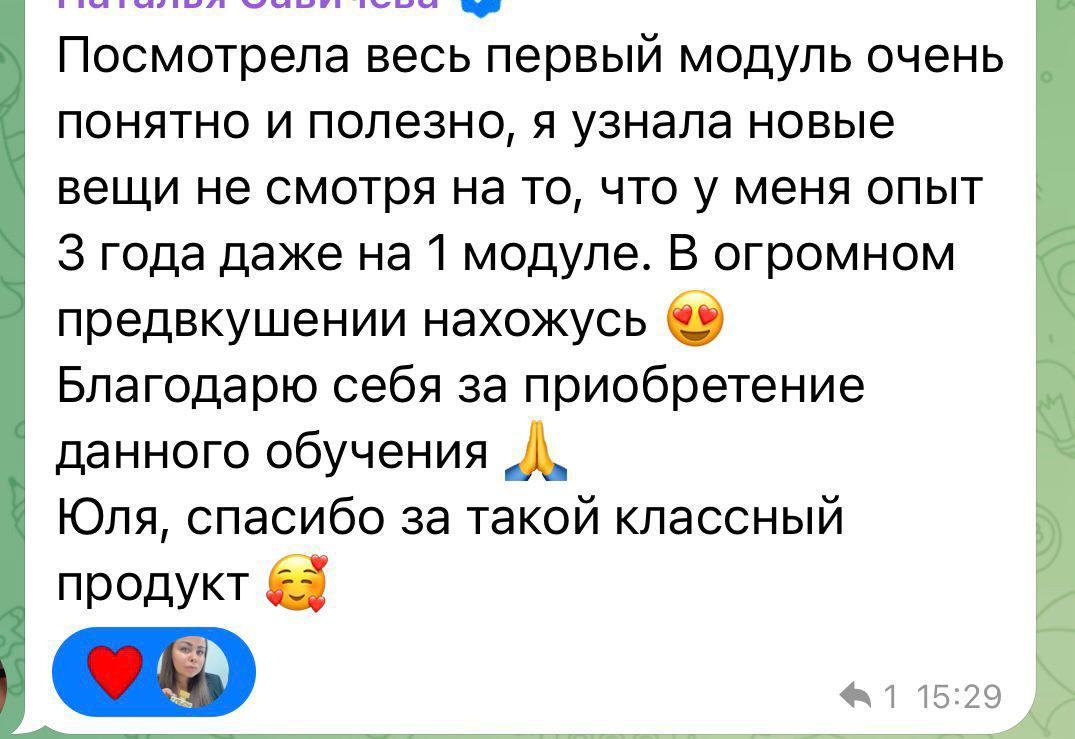 Наталья Савичева
Посмотрела весь первый модуль очень
понятно и полезно, я узнала новые
вещи не смотря на то, что у меня опыт
3 года даже на 1 модуле. В огромном
предвкушении нахожусь 😍
Благодарю себя за приобретение
данного обучения 🙏
Юля, спасибо за такой классный
продукт 🥰
1 15:29